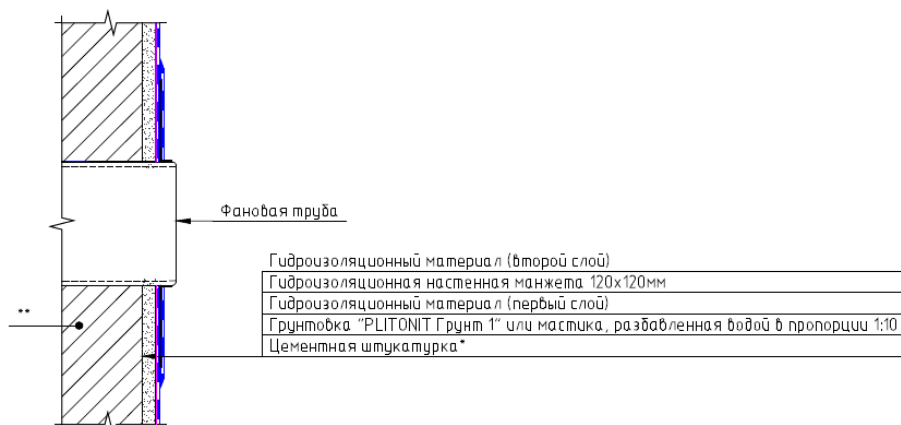 Фановая труба
Гидроизоляционный материал (второй слой)
Гидроизоляционная настенная манжета 120х120мм
Гидроизоляционный материал (первый слой)
**
Грунтовка "PLITONIT Грунт 1" или мастика, разбавленная водой в пропорции 1:10
Цементная штукатурка*